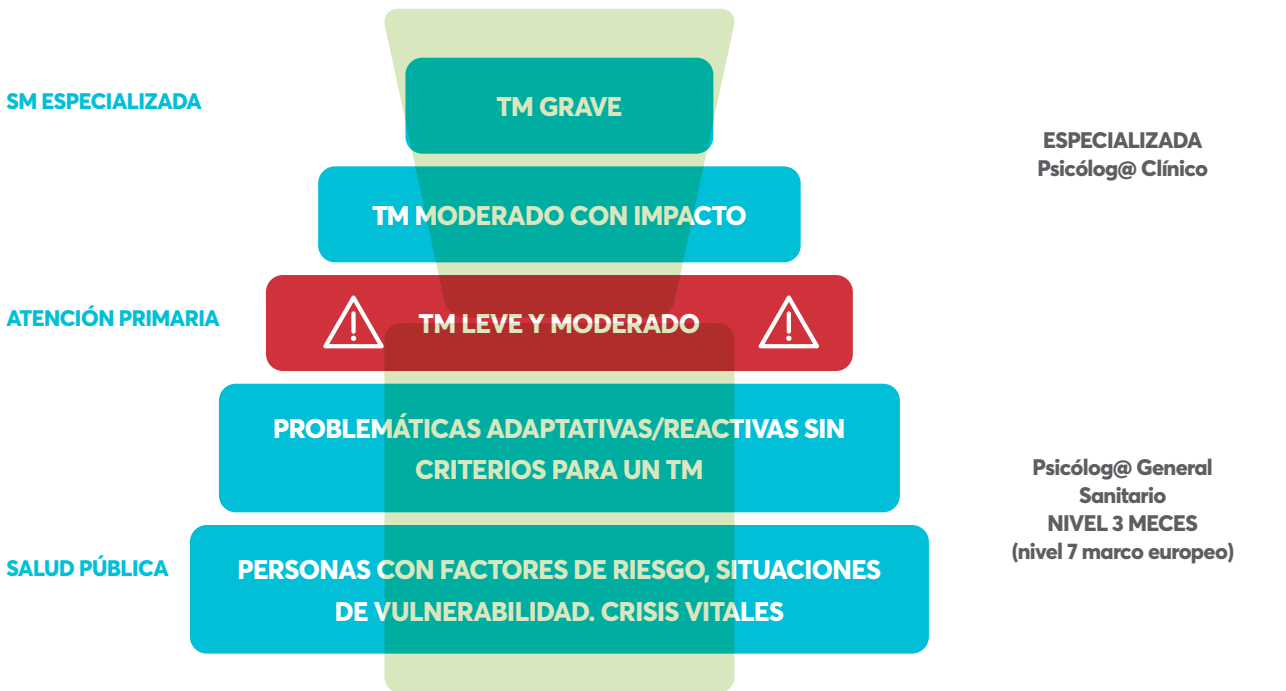 SM ESPECIALIZADA
TM GRAVE
ESPECIALIZADA
Psicólog@ Clínico
TM MODERADO CON IMPACTO
ATENCIÓN PRIMARIA
TM LEVE Y MODERADO
PROBLEMÁTICAS ADAPTATIVAS/REACTIVAS SIN
CRITERIOS PARA UN TM
Psicólog@ General
Sanitario
NIVEL 3 MECES
(nivel 7 marco europeo)
SALUD PÚBLICA
PERSONAS CON FACTORES DE RIESGO, SITUACIONES
DE VULNERABILIDAD. CRISIS VITALES